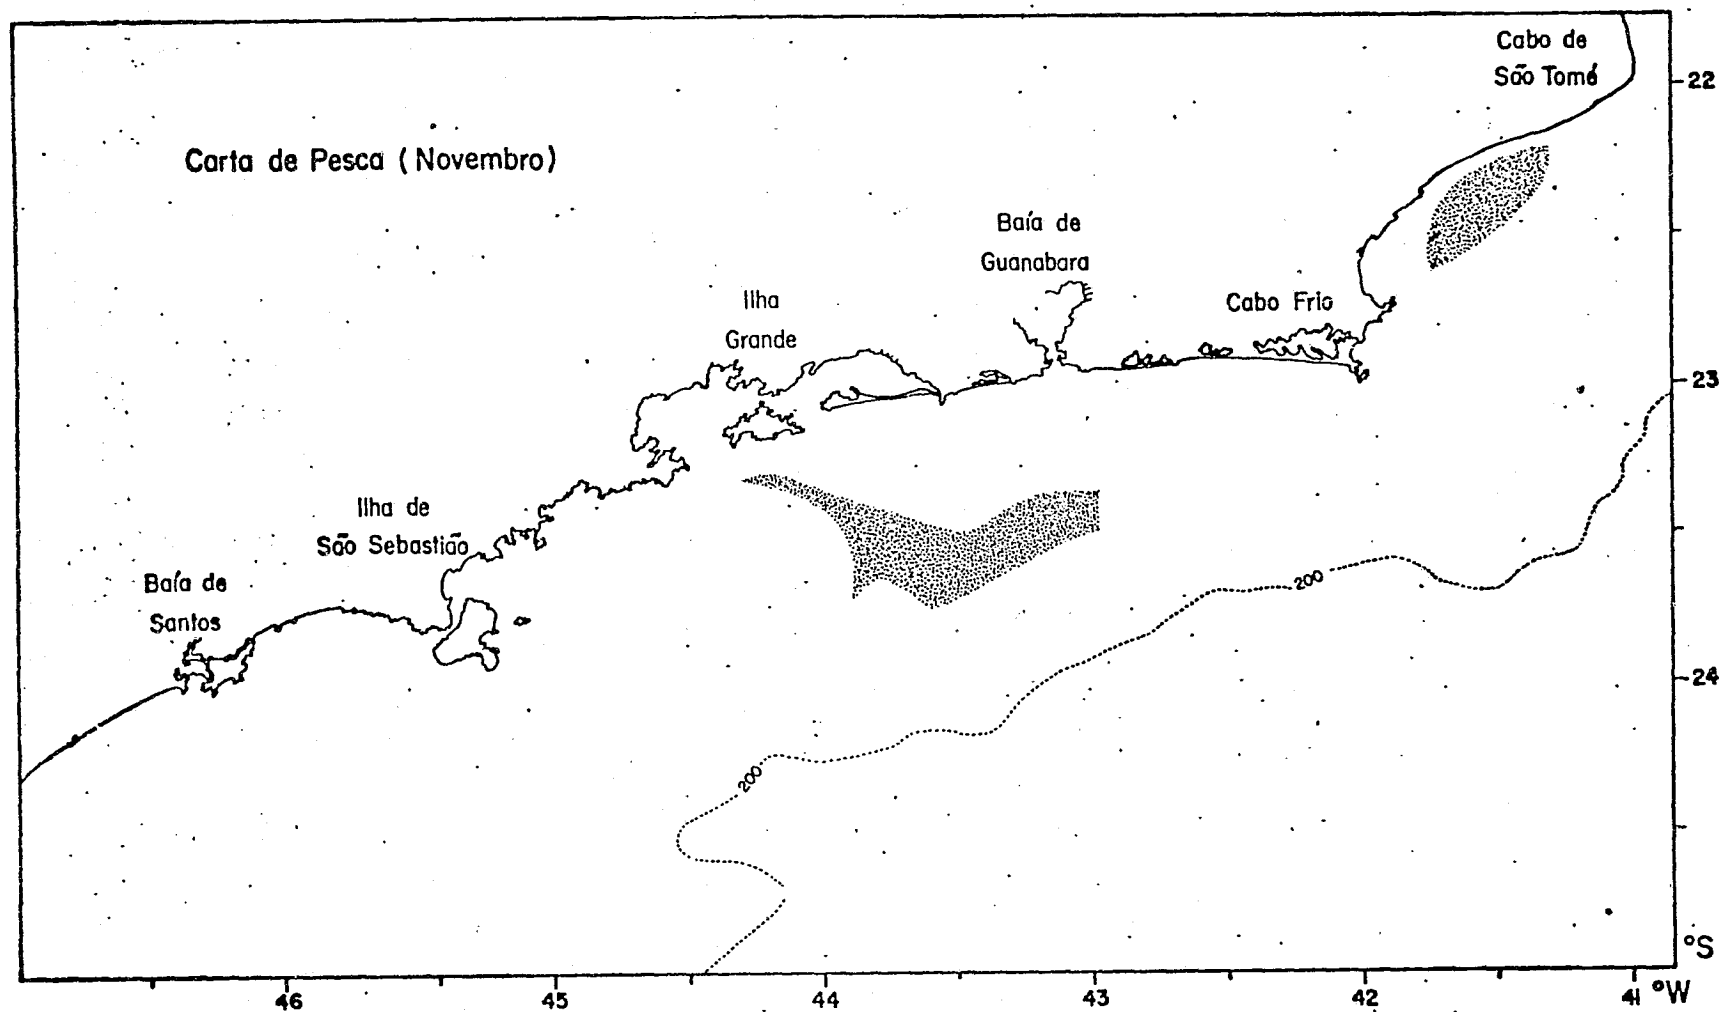 Cabo de
São Tomé
22
Carta de Pesca (Novembro)
Baía de
Guanabara
Ilha
Grande
Cabo Frio
23
Ilha de
São Sebastião
Baía de
Santos
200
24
200
°S
46
45
44
43
42
41 °W